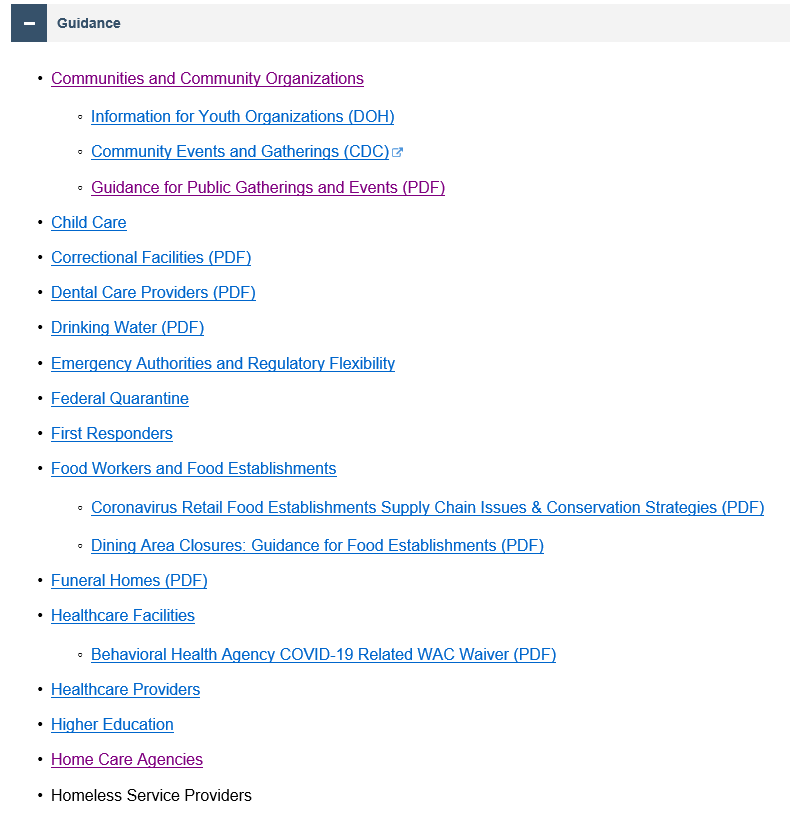 Guidance
Communities and Community Organizations
Information for Youth Organizations (DOH)
Community Events and Gatherings (CDC)
Guidance for Public Gatherings and Events (PDF)
Child Care
Correctional Facilities (PDF)
Dental Care Providers (PDF)
Drinking Water (PDF)
Emergency Authorities and Regulatory Flexibility
Federal Quarantine
First Responders
Food Workers and Food Establishments
Coronavirus Retail Food Establishments Supply Chain Issues & Conservation Strategies (PDF)
Dining Area Closures: Guidance for Food Establishments (PDF)
Funeral Homes (PDF)
Healthcare Facilities
Behavioral Health Agency COVID-19 Related WAC Waiver (PDF)
Healthcare Providers
Higher Education
Home Care Agencies
Homeless Service Providers